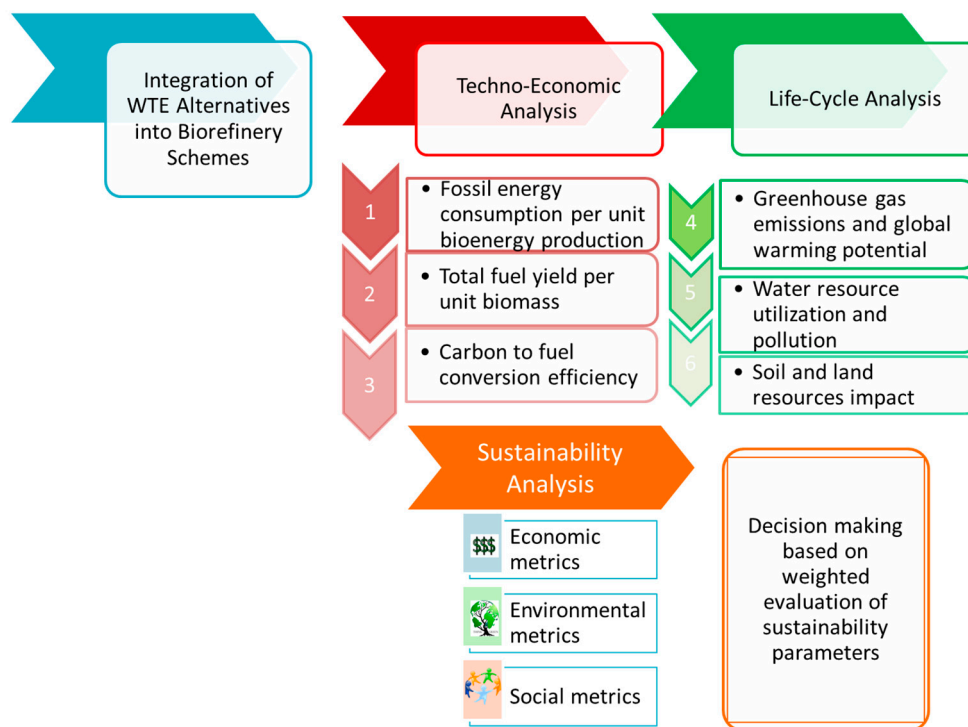 Integration of
WTE Alternatives
into Biorefinery
Schemes
Techno-Economic
Analysis
Life-Cycle Analysis
1
• Fossil energy
consumption per unit
bioenergy production
2
• Total fuel yield per
unit biomass
3
• Carbon to fuel
conversion efficiency
4
• Greenhouse gas
emissions and global
warming potential
5
• Water resource
utilization and
pollution
6
• Soil and land
resources impact
Sustainability
Analysis
$$$
Economic
metrics
Environmental
metrics
Social metrics
Decision making
based on
weighted
evaluation of
sustainability
parameters